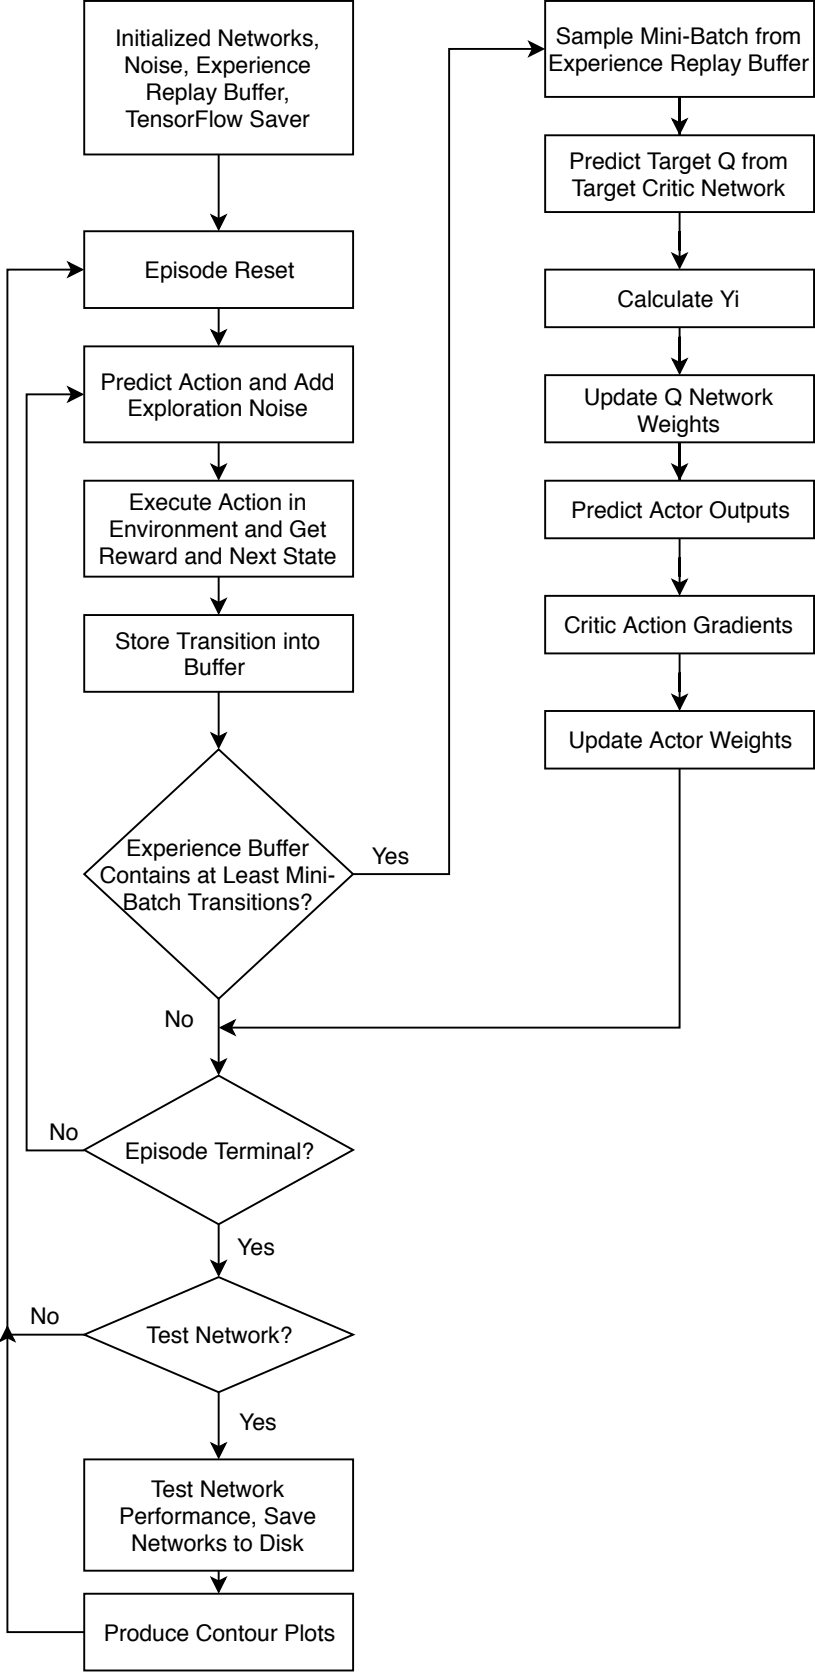 Initialized Networks,
Noise, Experience
Replay Buffer,
TensorFlow Saver
Episode Reset
Predict Action and Add
Exploration Noise
Execute Action in
Environment and Get
Reward and Next State
Store Transition into
Buffer
Experience Buffer
Contains at Least Mini-
Batch Transitions?
Yes
No
Episode Terminal?
No
Yes
Test Network?
No
Yes
Test Network
Performance, Save
Networks to Disk
Produce Contour Plots
Sample Mini-Batch from
Experience Replay Buffer
Predict Target Q from
Target Critic Network
Calculate Yi
Update Q Network
Weights
Predict Actor Outputs
Critic Action Gradients
Update Actor Weights